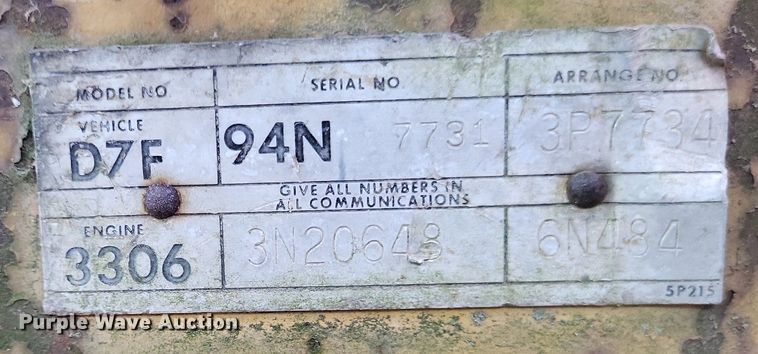 MODEL NO SERIAL NO ARRANGE NO
VEHICLE
D7F 94N 7731 3P7734
GIVE ALL NUMBERS IN
ALL COMMUNICATIONS
ENGINE
3306 3N20648 6N484
5P215
Purple Wave Auction